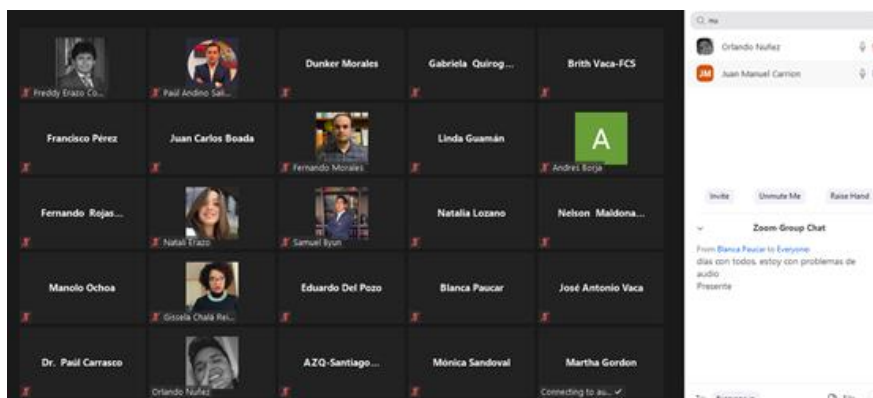 nu
Orlando Nuñez
JM Juan Manuel Carrion
Freddy Erazo Co...
Paúl Andino Sal...
Dunker Morales
Gabriela Quirog...
Brith Vaca-FCS
Francisco Pérez
Juan Carlos Boada
Fernando Morales
Linda Guamán
A
Andres Borja
Fernando Rojas...
Natali Erazo
Samuel Byun
Natalia Lozano
Nelson Maldona...
Manolo Ochoa
Gissela Chalá Rei...
Eduardo Del Pozo
Blanca Paucar
José Antonio Vaca
Dr. Paúl Carrasco
Orlando Nuñez
AZQ-Santiago...
Mónica Sandoval
Martha Gordon
Connecting to au...
Invite Unmute Me Raise Hand
Zoom Group Chat
From Blanca Paucar to Everyone
días con todos, estoy con problemas de
audio
Presente